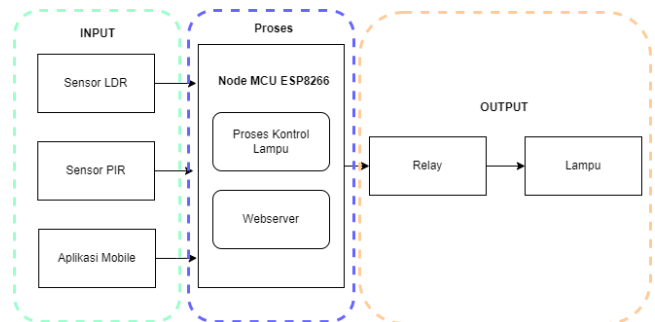 INPUT
Sensor LDR
Sensor PIR
Aplikasi Mobile
Proses
Node MCU ESP8266
Proses Kontrol
Lampu
Webserver
OUTPUT
Relay
Lampu